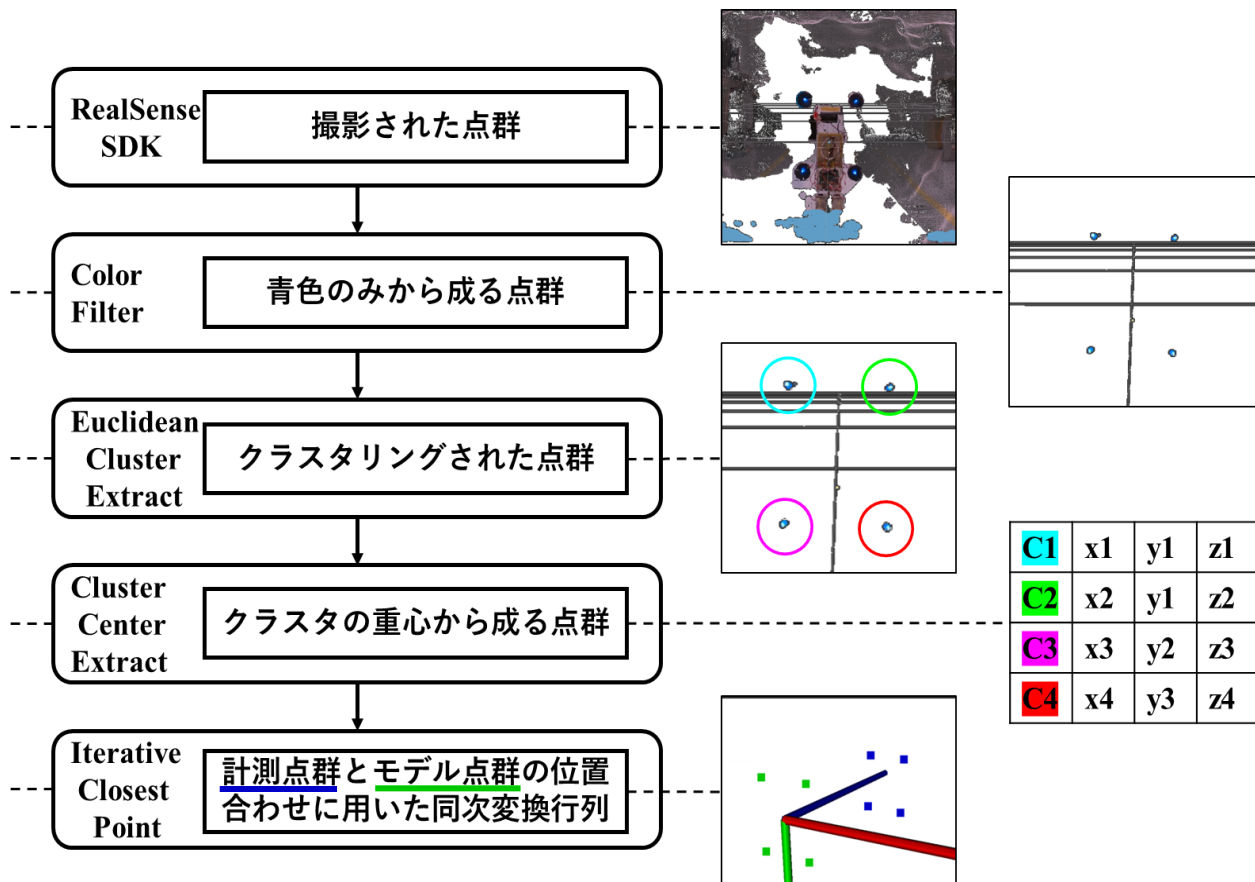 RealSense
SDK
撮影された点群
Color
Filter
青色のみから成る点群
Euclidean
Cluster
Extract
クラスタリングされた点群
Cluster
Center
Extract
クラスタの重心から成る点群
Iterative
Closest
Point
計測点群とモデル点群の位置
合わせに用いた同次変換行列
C1 x1 y1 z1
C2 x2 y1 z2
C3 x3 y2 z3
C4 x4 y3 z4